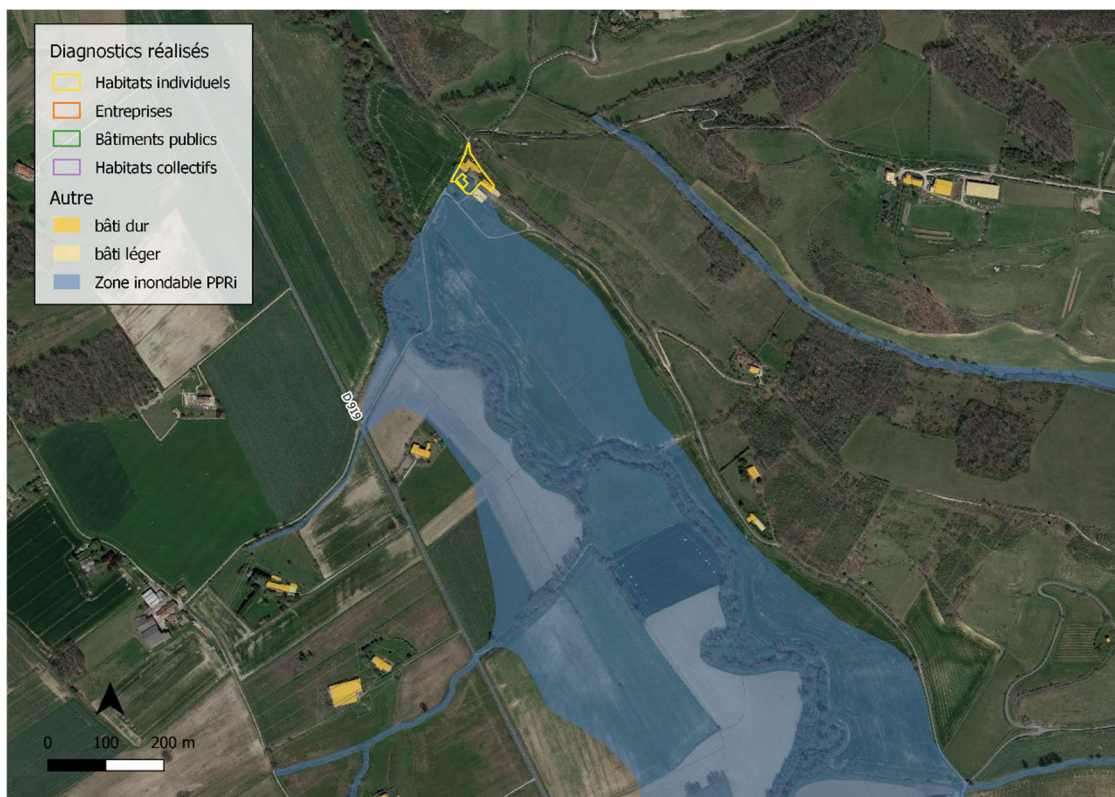 Diagnostics réalisés
Habitats individuels
Entreprises
Bâtiments publics
Habitats collectifs
Autre
bâti dur
bâti léger
Zone inondable PPRi
D 919
0 100 200 m